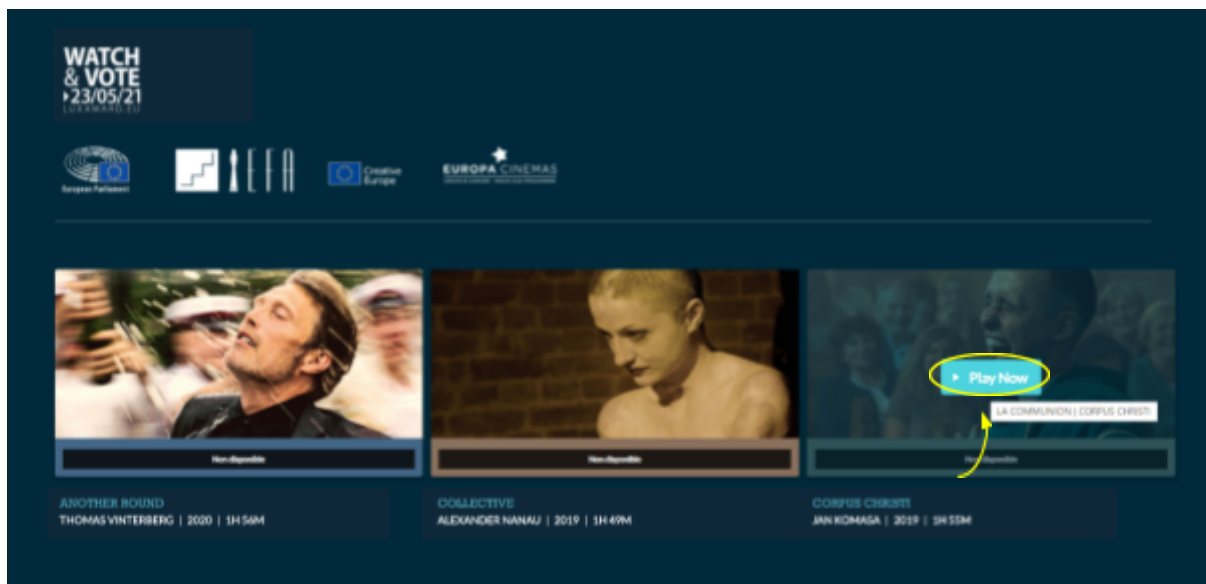 WATCH
& VOTE
23/05/21
LUXAWARD.EU
European Parliament
EFA
Creative
Europe
EUROPA CINEMAS
Play Now
LA COMMUNION | CORPUS CHRISTI
Non disponible
Non disponible
Non disponible
ANOTHER ROUND
THOMAS VINTERBERG | 2020 | 1H 56M
COLLECTIVE
ALEXANDER NANAU | 2019 | 1H 49M
CORPUS CHRISTI
JAN KOMASA | 2019 | 1H 55M